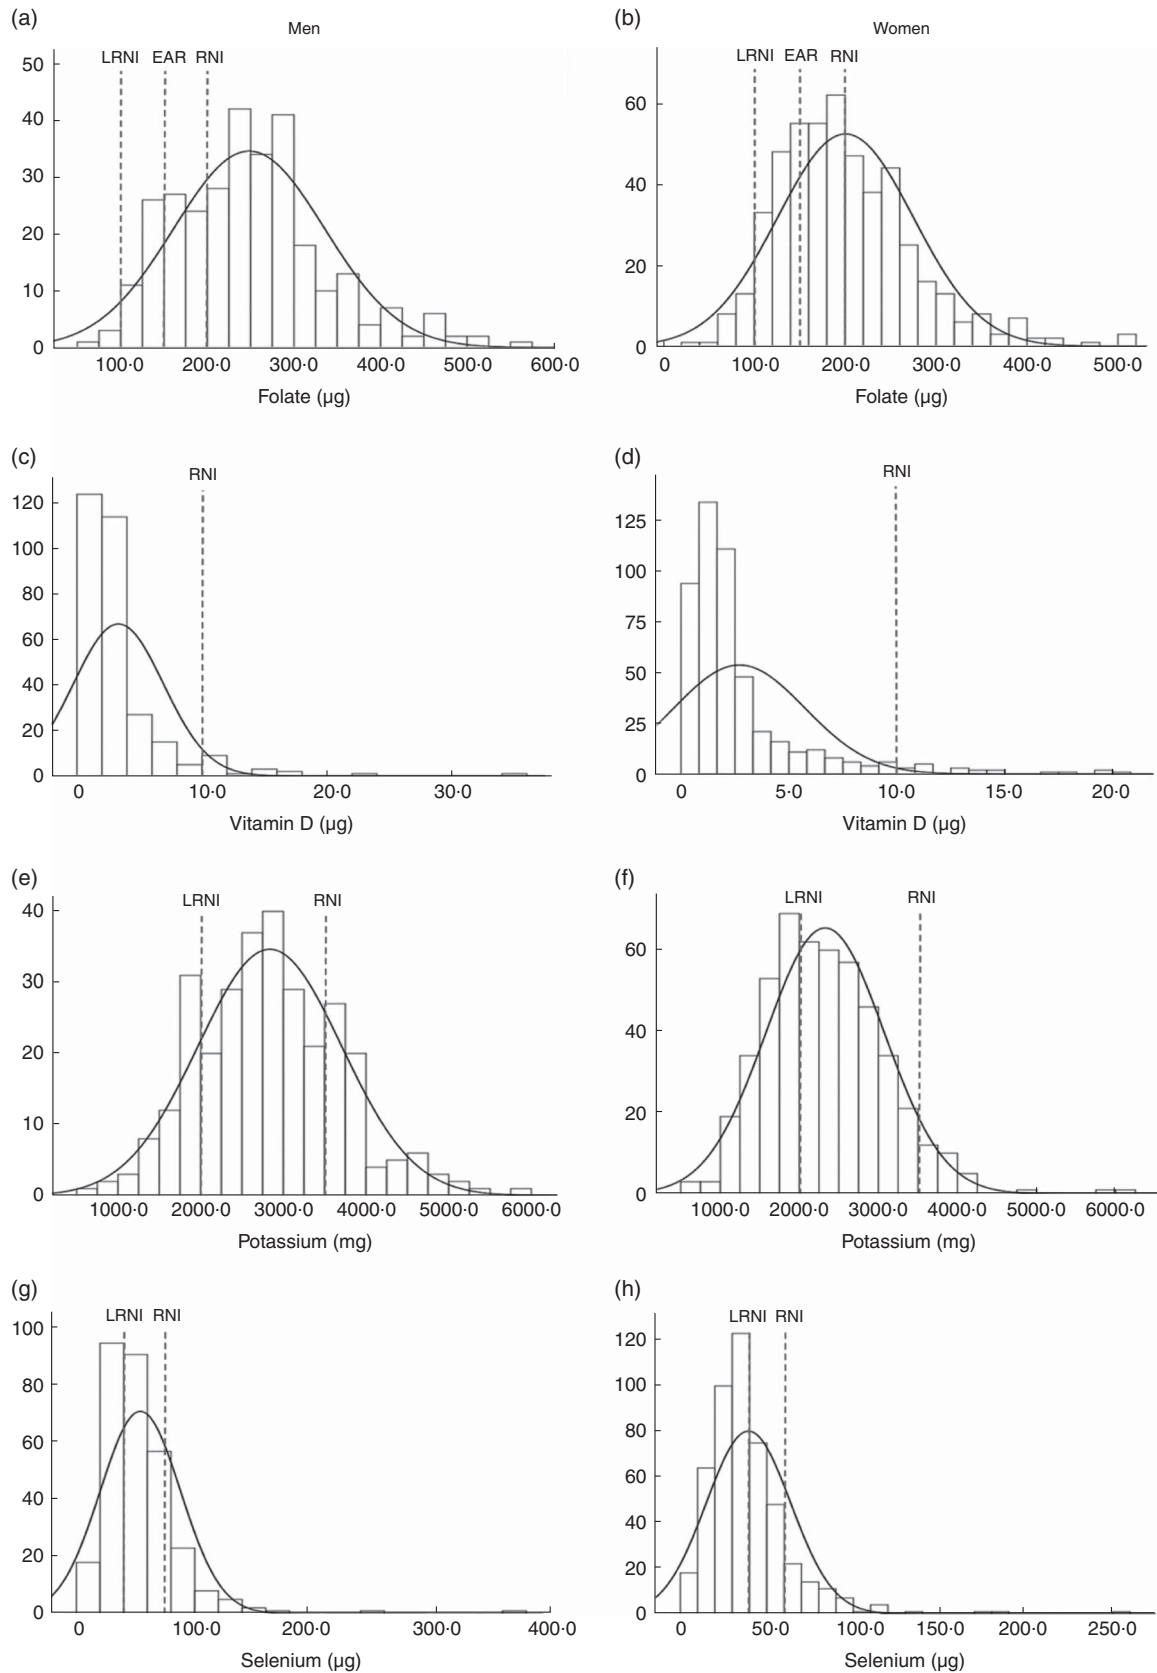 (a)
Men
LRNI EAR RNI
50
40
30
20
10
0
100·0 200·0 300·0 400·0 500·0 600·0
Folate (µg)
(b)
Women
LRNI EAR RNI
60
40
20
0
0 100·0 200·0 300·0 400·0 500·0
Folate (µg)
(c)
RNI
120
100
80
60
40
20
0
0 10·0 20·0 30·0
Vitamin D (µg)
(d)
RNI
125
100
75
50
25
0
0 5·0 10·0 15·0 20·0
Vitamin D (µg)
(e)
LRNI RNI
40
30
20
10
0
1000·0 2000·0 3000·0 4000·0 5000·0 6000·0
Potassium (mg)
(f)
LRNI RNI
60
40
20
0
1000·0 2000·0 3000·0 4000·0 5000·0 6000·0
Potassium (mg)
(g)
LRNI RNI
100
80
60
40
20
0
0 100·0 200·0 300·0 400·0
Selenium (µg)
(h)
LRNI RNI
120
100
80
60
40
20
0
0 50·0 100·0 150·0 200·0 250·0
Selenium (µg)